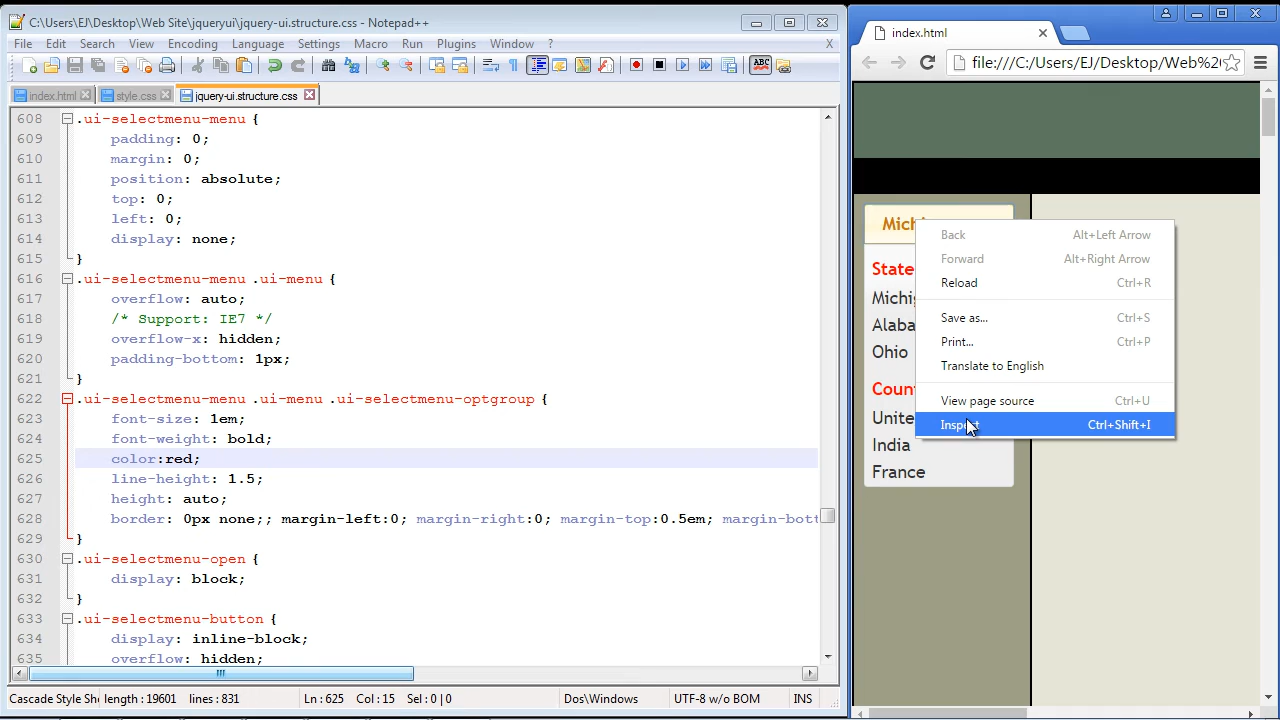 C:\Users\EJ\Desktop\Web Site\jqueryui\jquery-ui.structure.css - Notepad++
File Edit Search View Encoding Language Settings Macro Run Plugins Window ? X
index.html style.css jquery-ui.structure.css
608 .ui-selectmenu-menu {
609 padding: 0;
610 margin: 0;
611 position: absolute;
612 top: 0;
613 left: 0;
614 display: none;
615 }
616 .ui-selectmenu-menu .ui-menu {
617 overflow: auto;
618 /* Support: IE7 */
619 overflow-x: hidden;
620 padding-bottom: 1px;
621 }
622 .ui-selectmenu-menu .ui-menu .ui-selectmenu-optgroup {
623 font-size: 1em;
624 font-weight: bold;
625 color:red;
626 line-height: 1.5;
627 height: auto;
628 border: 0px none;; margin-left:0; margin-right:0; margin-top:0.5em; margin-bott
629 }
630 .ui-selectmenu-open {
631 display: block;
632 }
633 .ui-selectmenu-button {
634 display: inline-block;
635 overflow: hidden;
Cascade Style She length : 19601 lines : 831 Ln : 625 Col : 15 Sel : 0 | 0 Dos\Windows UTF-8 w/o BOM INS
index.html
file:///C:/Users/EJ/Desktop/Web%20
Mich
State
Michig
Alaba
Ohio
Coun
Unite
India
France
Back Alt+Left Arrow
Forward Alt+Right Arrow
Reload Ctrl+R
Save as... Ctrl+S
Print... Ctrl+P
Translate to English
View page source Ctrl+U
Inspect Ctrl+Shift+I